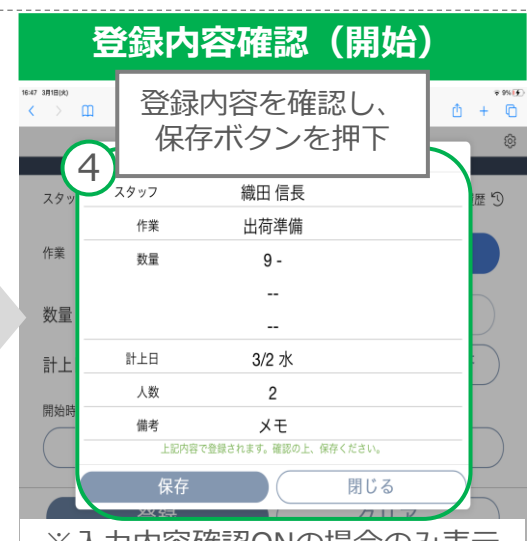 登録内容確認（開始）
16:47 3月1日(火)
9%
登録内容を確認し、
保存ボタンを押下
4
スタッフ 織田 信長
スタッ
歴
作業 出荷準備
作業
数量 9 -
--
数量
--
計上日 3/2 水
計上
人数 2
開始時
備考 メモ
上記内容で登録されます。確認の上、保存ください。
保存 閉じる
登録 クリア
※入力内容確認ONの場合のみ表示